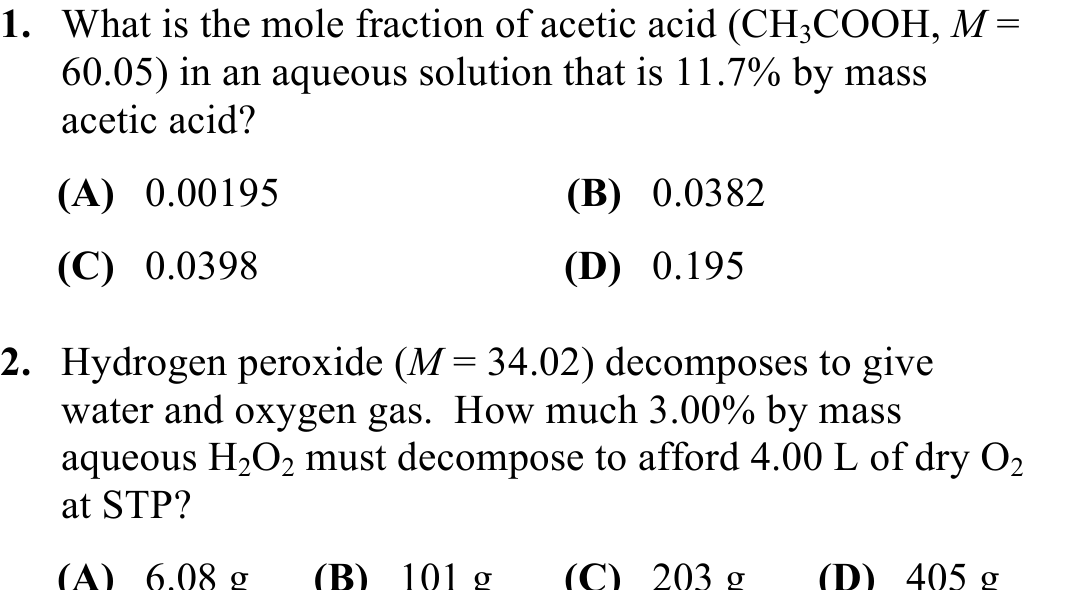 1. What is the mole fraction of acetic acid (CH₃COOH, M =
60.05) in an aqueous solution that is 11.7% by mass
acetic acid?
(A) 0.00195 (B) 0.0382
(C) 0.0398 (D) 0.195
2. Hydrogen peroxide (M = 34.02) decomposes to give
water and oxygen gas. How much 3.00% by mass
aqueous H₂O₂ must decompose to afford 4.00 L of dry O₂
at STP?
(A) 6.08 g (B) 101 g (C) 203 g (D) 405 g